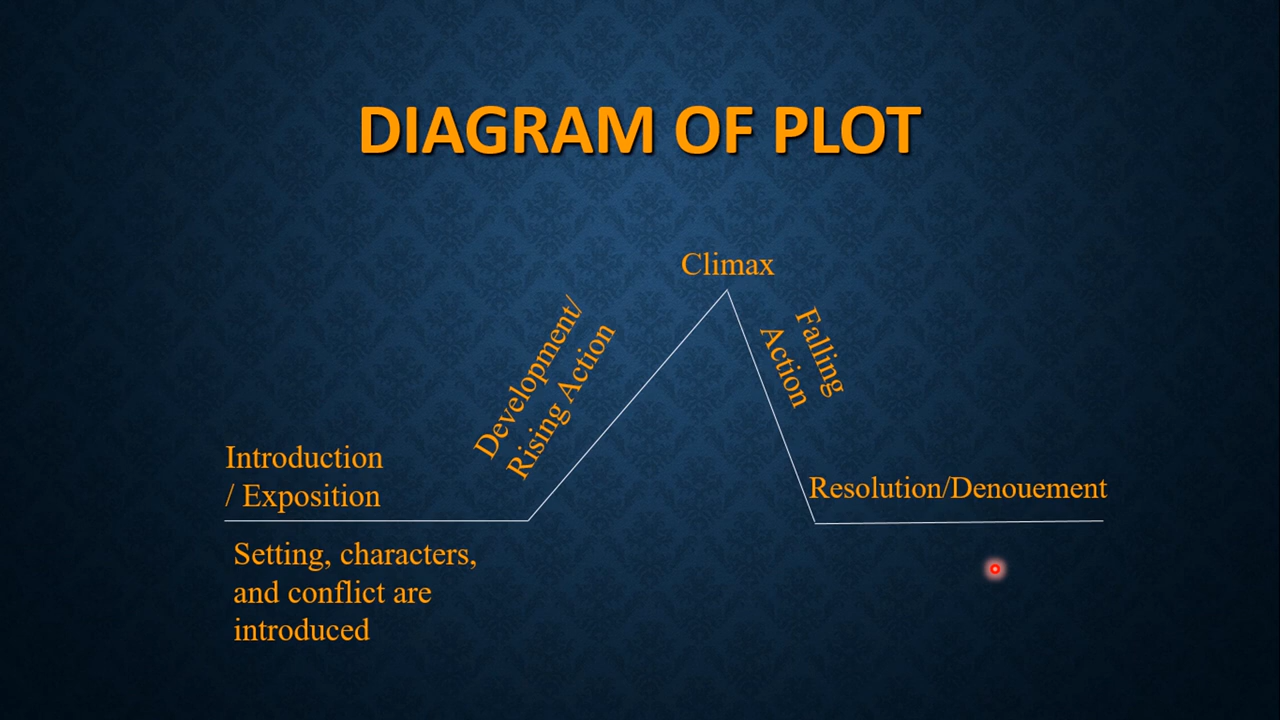 DIAGRAM OF PLOT
Climax
Development/
Rising Action
Falling
Action
Introduction
/ Exposition
Resolution/Denouement
Setting, characters,
and conflict are
introduced